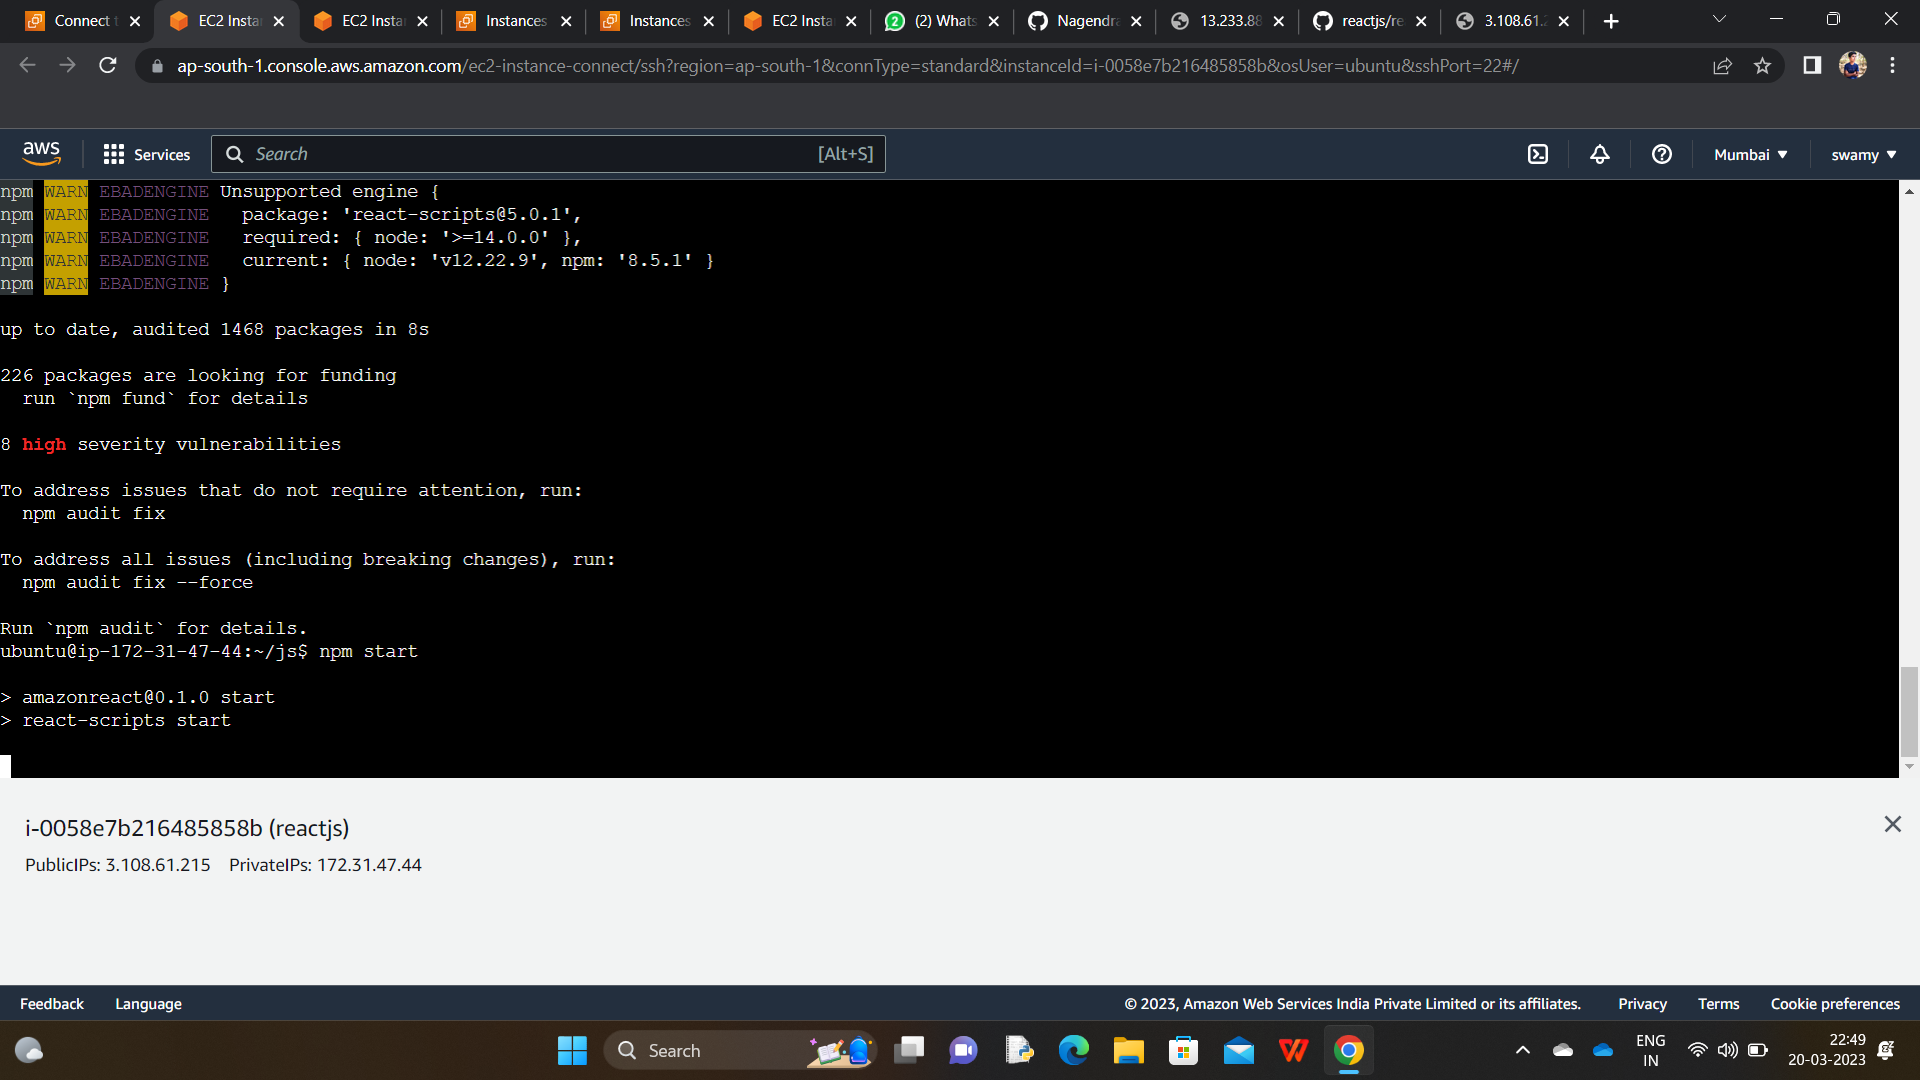 Connect t
EC2 Insta
EC2 Insta
Instances
Instances
EC2 Insta
2
(2) Whats
Nagendra
13.233.88
reactjs/re
3.108.61.2
ap-south-1.console.aws.amazon.com/ec2-instance-connect/ssh?region=ap-south-1&connType=standard&instanceId=i-0058e7b216485858b&osUser=ubuntu&sshPort=22#/
aws
Services
Search
[Alt+S]
Mumbai
swamy
npm WARN EBADENGINE Unsupported engine {
npm WARN EBADENGINE   package: 'react-scripts@5.0.1',
npm WARN EBADENGINE   required: { node: '>=14.0.0' },
npm WARN EBADENGINE   current: { node: 'v12.22.9', npm: '8.5.1' }
npm WARN EBADENGINE }
up to date, audited 1468 packages in 8s
226 packages are looking for funding
  run `npm fund` for details
8 high severity vulnerabilities
To address issues that do not require attention, run:
  npm audit fix
To address all issues (including breaking changes), run:
  npm audit fix --force
Run `npm audit` for details.
ubuntu@ip-172-31-47-44:~/js$ npm start
> amazonreact@0.1.0 start
> react-scripts start
i-0058e7b216485858b (reactjs)
PublicIPs: 3.108.61.215   PrivateIPs: 172.31.47.44
Feedback
Language
© 2023, Amazon Web Services India Private Limited or its affiliates.
Privacy
Terms
Cookie preferences
Search
ENG
IN
22:49
20-03-2023